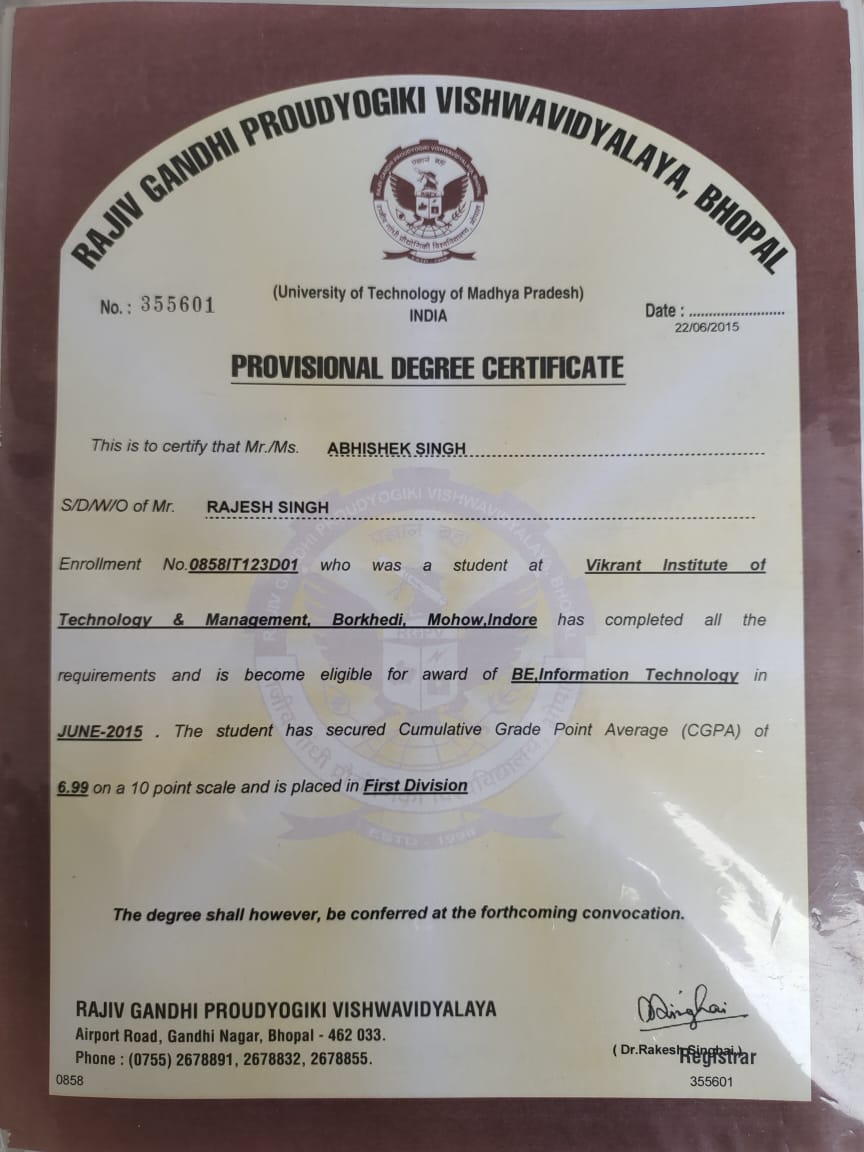 RAJIV GANDHI PROUDYOGIKI VISHWAVIDYALAYA, BHOPAL
(University of Technology of Madhya Pradesh)
INDIA
No.: 355601
Date : ........................
22/06/2015
PROVISIONAL DEGREE CERTIFICATE
This is to certify that Mr./Ms. ABHISHEK SINGH
S/D/W/O of Mr. RAJESH SINGH
Enrollment No.0858IT123D01 who was a student at Vikrant Institute of
Technology & Management, Borkhedi, Mohow,Indore has completed all the
requirements and is become eligible for award of BE,Information Technology in
JUNE-2015 . The student has secured Cumulative Grade Point Average (CGPA) of
6.99 on a 10 point scale and is placed in First Division
ESTD - 1998
The degree shall however, be conferred at the forthcoming convocation.
RAJIV GANDHI PROUDYOGIKI VISHWAVIDYALAYA
Airport Road, Gandhi Nagar, Bhopal - 462 033.
Phone : (0755) 2678891, 2678832, 2678855.
0858
( Dr.Rakesh Singhai )
Registrar
355601